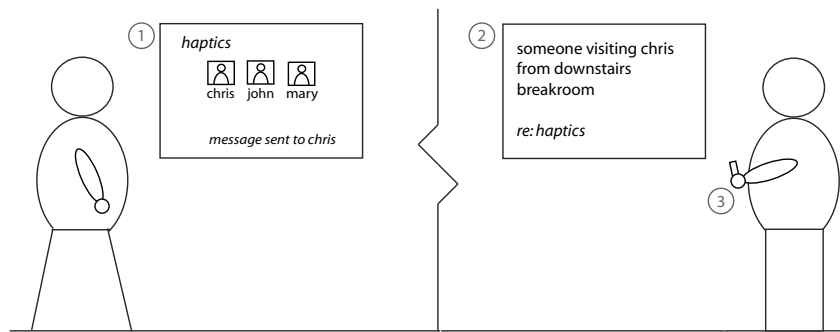 1
haptics
chris john mary
message sent to chris
2
someone visiting chris
from downstairs
breakroom
re: haptics
3